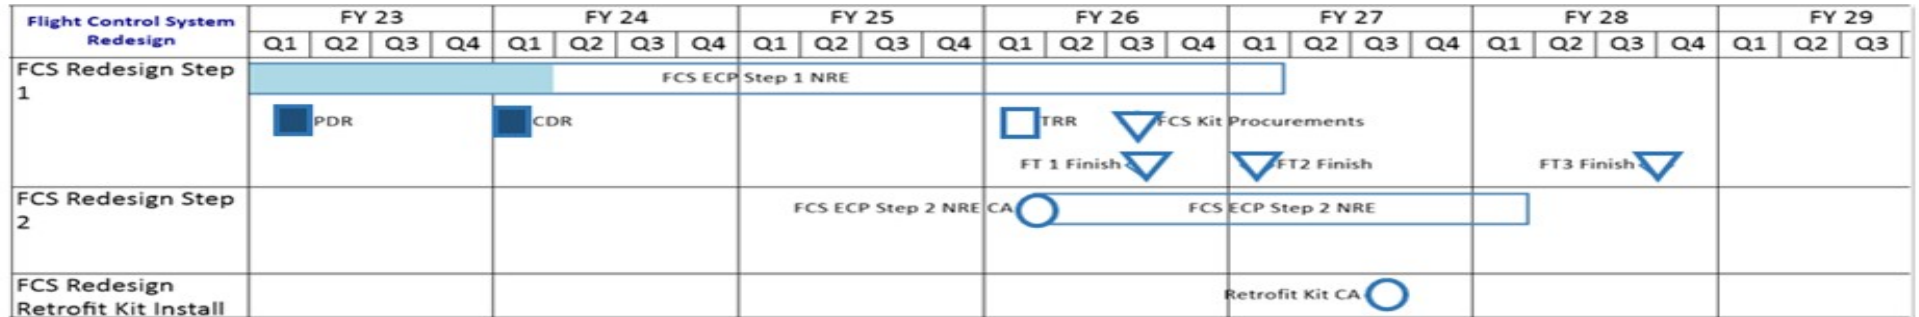 Flight Control System
Redesign
FY 23 FY 24 FY 25 FY 26 FY 27 FY 28 FY 29
Q1 Q2 Q3 Q4 Q1 Q2 Q3 Q4 Q1 Q2 Q3 Q4 Q1 Q2 Q3 Q4 Q1 Q2 Q3 Q4 Q1 Q2 Q3 Q4 Q1 Q2 Q3
FCS Redesign Step
1
FCS ECP Step 1 NRE
PDR CDR TRR FCS Kit Procurements
FT 1 Finish FT2 Finish FT3 Finish
FCS Redesign Step
2
FCS ECP Step 2 NRE CA FCS ECP Step 2 NRE
FCS Redesign
Retrofit Kit Install
Retrofit Kit CA